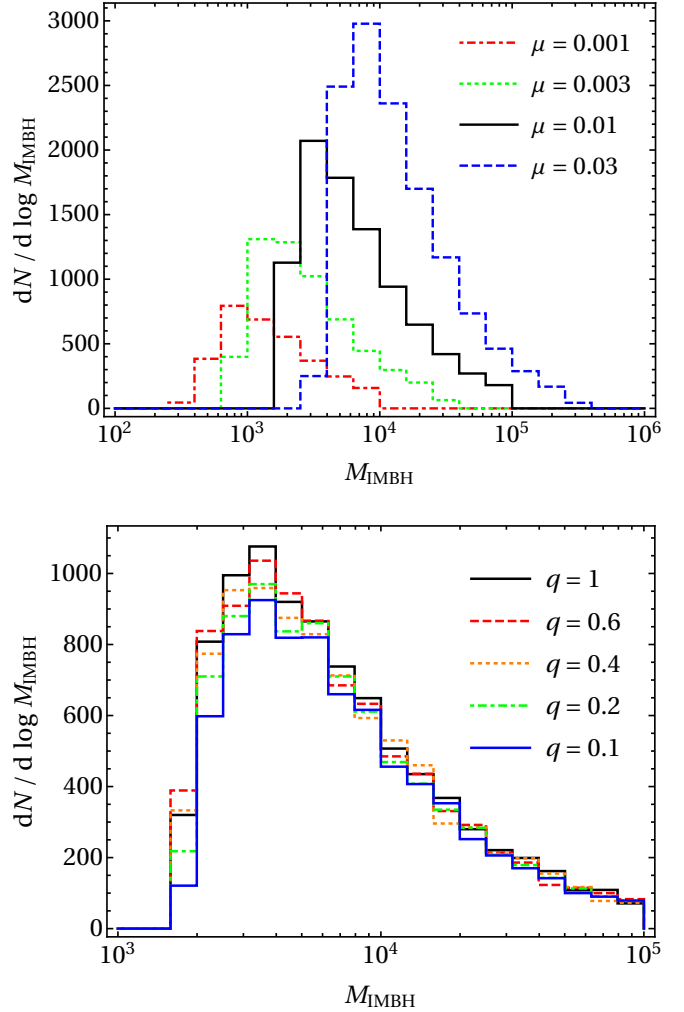 3000
2500
2000
1500
1000
500
0
dN / d log M_IMBH
μ = 0.001
μ = 0.003
μ = 0.01
μ = 0.03
10^2 10^3 10^4 10^5 10^6
M_IMBH
1000
800
600
400
200
0
dN / d log M_IMBH
q = 1
q = 0.6
q = 0.4
q = 0.2
q = 0.1
10^3 10^4 10^5
M_IMBH